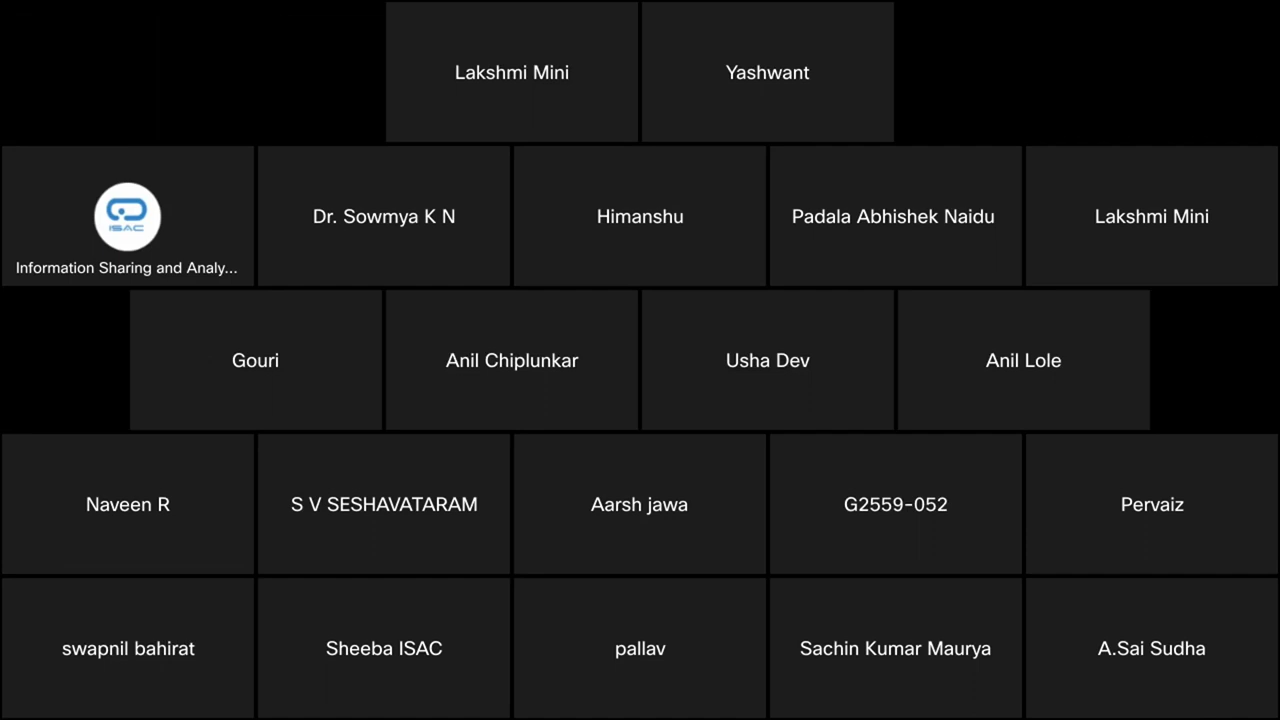 Lakshmi Mini
Yashwant
ISAC
Information Sharing and Analy...
Dr. Sowmya K N
Himanshu
Padala Abhishek Naidu
Lakshmi Mini
Gouri
Anil Chiplunkar
Usha Dev
Anil Lole
Naveen R
S V SESHAVATARAM
Aarsh jawa
G2559-052
Pervaiz
swapnil bahirat
Sheeba ISAC
pallav
Sachin Kumar Maurya
A.Sai Sudha